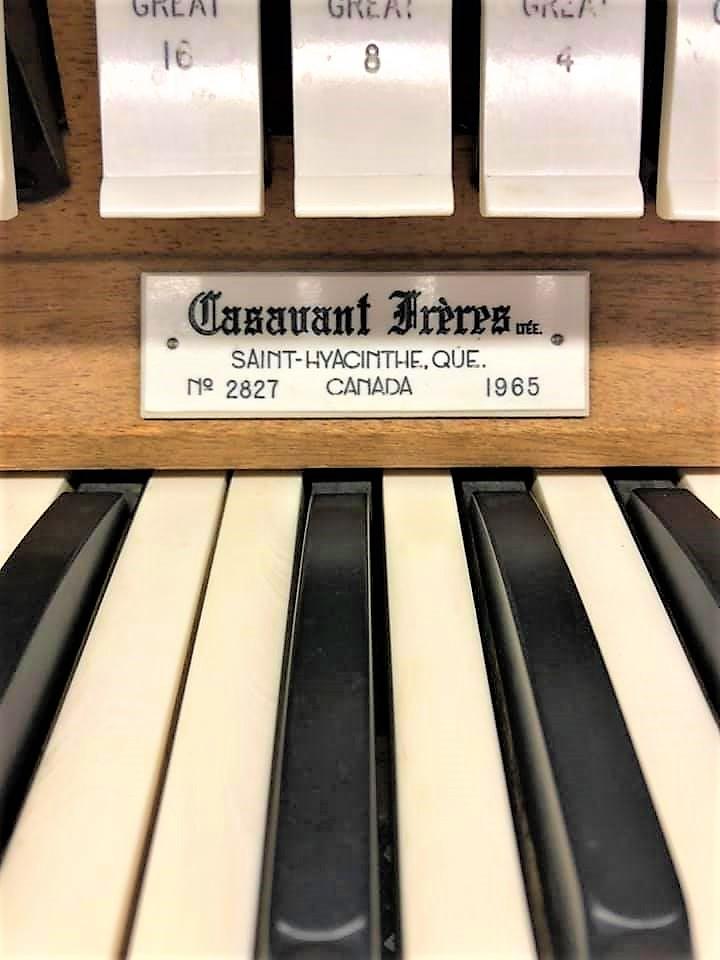 GREAT GREAT GREAT
16 8 4
Casavant Frères LTÉE.
SAINT-HYACINTHE, QUE.
Nº 2827 CANADA 1965